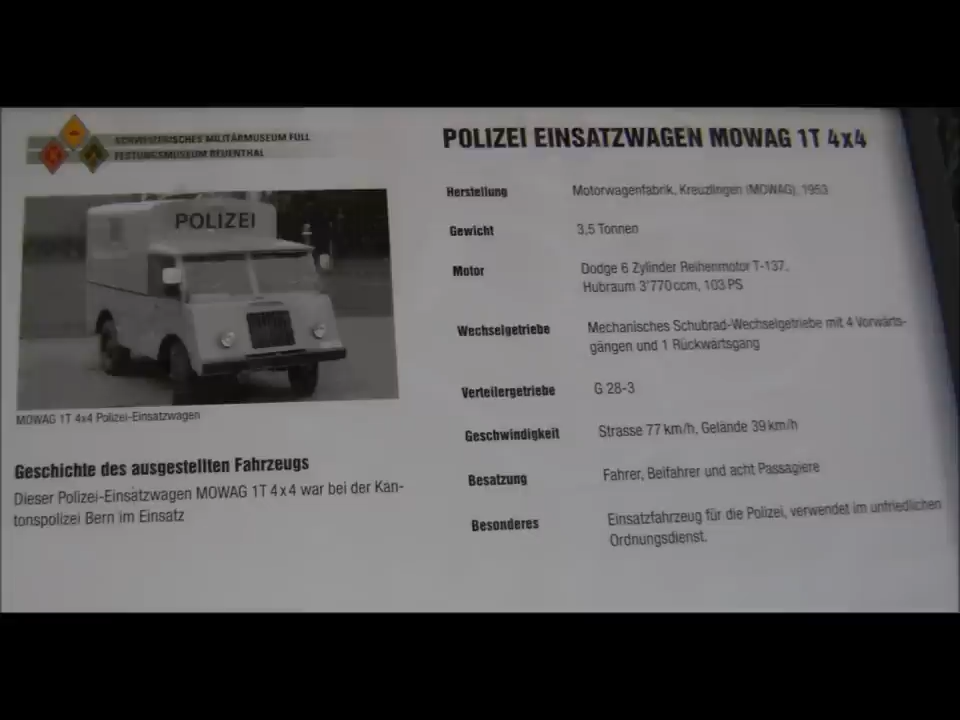 SCHWEIZERISCHES MILITÄRMUSEUM FULL
FESTUNGSMUSEUM REUENTHAL
POLIZEI
MOWAG 1T 4x4 Polizei-Einsatzwagen
Geschichte des ausgestellten Fahrzeugs
Dieser Polizei-Einsatzwagen MOWAG 1T 4x4 war bei der Kan-
tonspolizei Bern im Einsatz
POLIZEI EINSATZWAGEN MOWAG 1T 4x4
Herstellung Motorwagenfabrik, Kreuzlingen (MOWAG), 1953
Gewicht 3,5 Tonnen
Motor Dodge 6 Zylinder Reihenmotor T-137,
Hubraum 3'770 ccm, 103 PS
Wechselgetriebe Mechanisches Schubrad-Wechselgetriebe mit 4 Vorwärts-
gängen und 1 Rückwärtsgang
Verteilergetriebe G 28-3
Geschwindigkeit Strasse 77 km/h, Gelände 39 km/h
Besatzung Fahrer, Beifahrer und acht Passagiere
Besonderes Einsatzfahrzeug für die Polizei, verwendet im unfriedlichen
Ordnungsdienst.